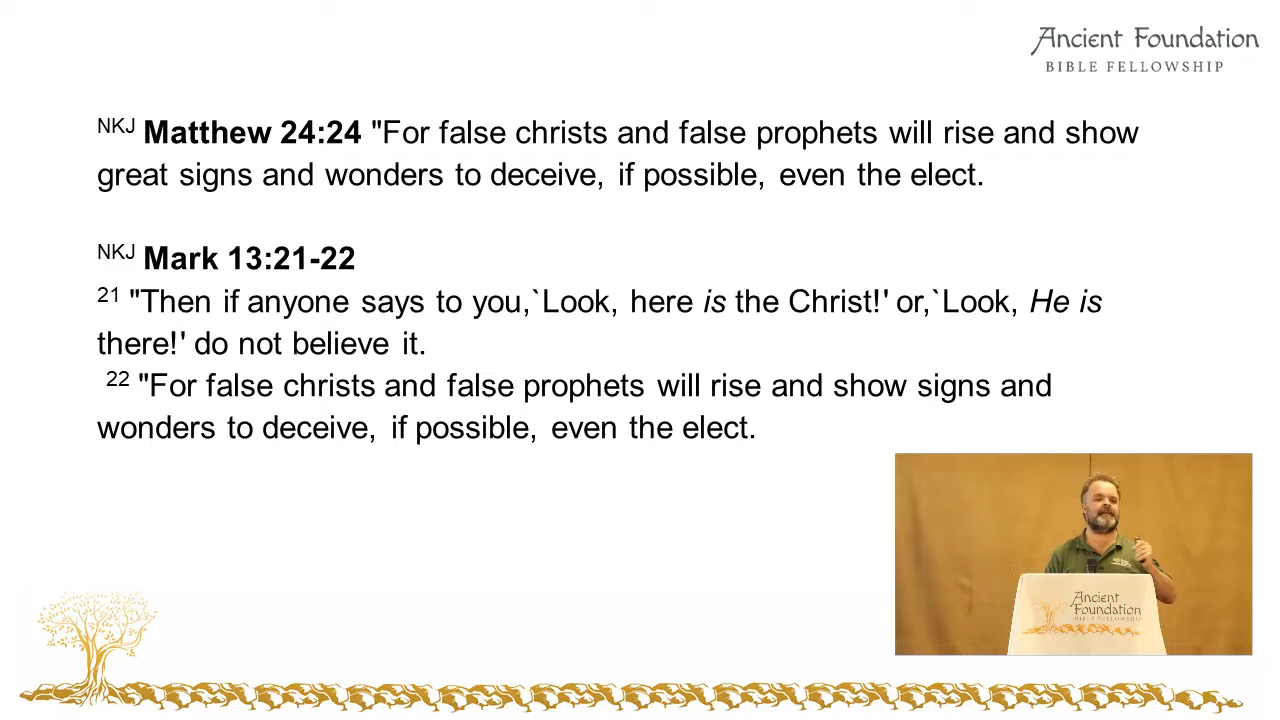 Ancient Foundation
BIBLE FELLOWSHIP
NKJ Matthew 24:24 "For false christs and false prophets will rise and show
great signs and wonders to deceive, if possible, even the elect.
NKJ Mark 13:21-22
21 "Then if anyone says to you,`Look, here is the Christ!' or,`Look, He is
there!' do not believe it.
22 "For false christs and false prophets will rise and show signs and
wonders to deceive, if possible, even the elect.
Ancient
Foundation
BIBLE FELLOWSHIP